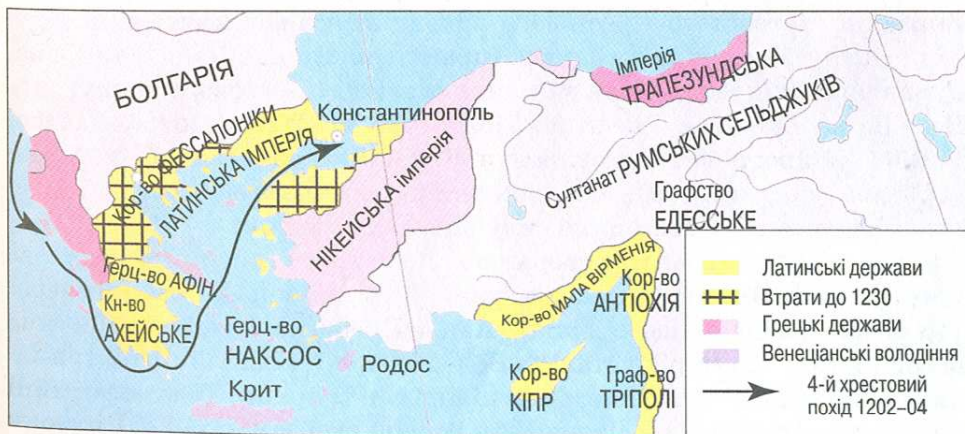 БОЛГАРІЯ
Кор-во ФЕССАЛОНІКИ
ЛАТИНСЬКА ІМПЕРІЯ
Константинополь
Імперія
ТРАПЕЗУНДСЬКА
Султанат РУМСЬКИХ СЕЛЬДЖУКІВ
НІКЕЙСЬКА імперія
Графство
ЕДЕССЬКЕ
Герц-во АФІН
Кн-во
АХЕЙСЬКЕ
Герц-во
НАКСОС
Крит
Родос
Кор-во МАЛА ВІРМЕНІЯ
Кор-во
АНТІОХІЯ
Кор-во
КІПР
Граф-во
ТРІПОЛІ
Латинські держави
Втрати до 1230
Грецькі держави
Венеціанські володіння
4-й хрестовий
похід 1202–04